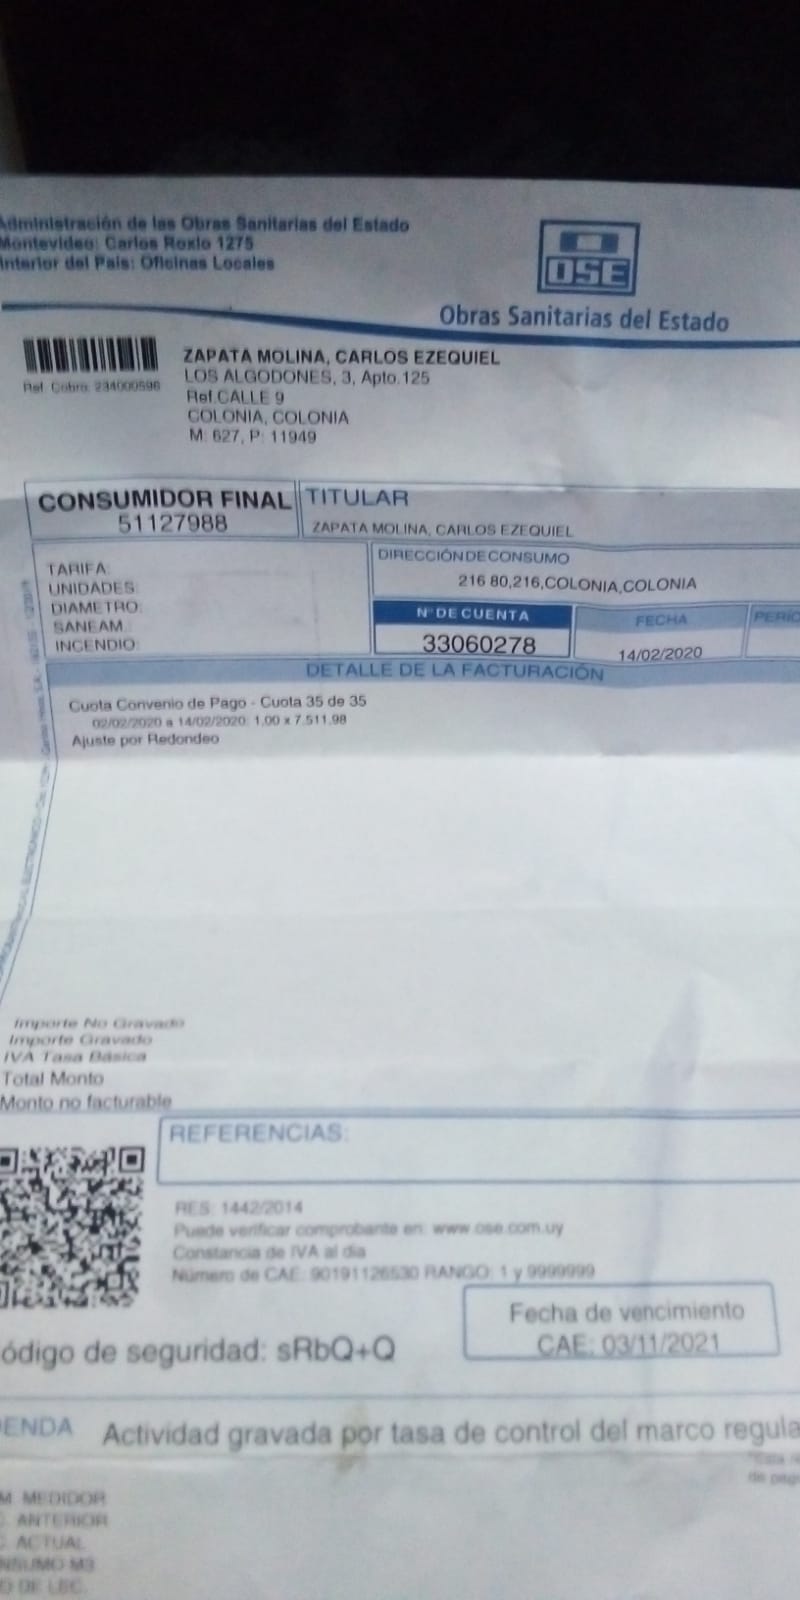 Administración de las Obras Sanitarias del Estado
Montevideo: Carlos Roxlo 1275
Interior del País: Oficinas Locales
OSE
Obras Sanitarias del Estado
Ref. Cobro: 234000596
ZAPATA MOLINA, CARLOS EZEQUIEL
LOS ALGODONES, 3, Apto.125
Ref.CALLE 9
COLONIA, COLONIA
M: 627, P: 11949
CONSUMIDOR FINAL
51127988
TITULAR
ZAPATA MOLINA, CARLOS EZEQUIEL
TARIFA:
UNIDADES:
DIAMETRO:
SANEAM.:
INCENDIO:
DIRECCIÓN DE CONSUMO
216 80,216,COLONIA,COLONIA
N° DE CUENTA
33060278
FECHA
14/02/2020
DETALLE DE LA FACTURACIÓN
Cuota Convenio de Pago - Cuota 35 de 35
02/02/2020 a 14/02/2020: 1,00 x 7.511,98
Ajuste por Redondeo
Importe No Gravado
Importe Gravado
IVA Tasa Básica
Total Monto
Monto no facturable
REFERENCIAS:
RES: 1442/2014
Puede verificar comprobante en: www.ose.com.uy
Constancia de IVA al día
Número de CAE: 90191126530 RANGO: 1 y 9999999
Fecha de vencimiento
CAE: 03/11/2021
ódigo de seguridad: sRbQ+Q
ENDA Actividad gravada por tasa de control del marco regula
M. MEDIDOR
ANTERIOR
ACTUAL
NSUMO M3
O DE LEC.